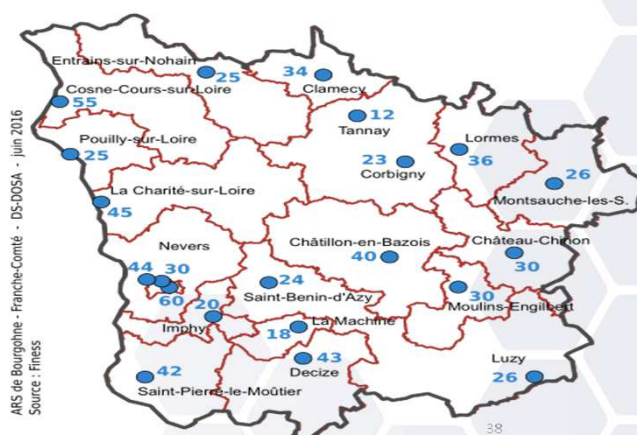 Entrains-sur-Nohain
25
34
Clamecy
Cosne-Cours-sur-Loire
55
12
Tannay
Pouilly-sur-Loire
25
Lormes
36
23
Corbigny
26
Montsauche-les-S.
La Charité-sur-Loire
45
Nevers
44
30
60
Châtillon-en-Bazois
40
Château-Chinon
30
24
Saint-Benin-d'Azy
30
Moulins-Engilbert
20
Imphy
La Machine
18
43
Decize
42
Saint-Pierre-le-Moûtier
Luzy
26
38
ARS de Bourgohne - Franche-Comté - DS-DOSA - juin 2016
Source : Finess